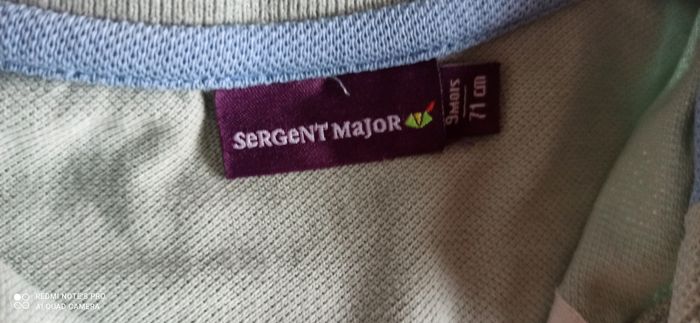 SeRGeNT MaJoR
9MOIS
71 CM
REDMI NOTE 8 PRO
AI QUAD CAMERA